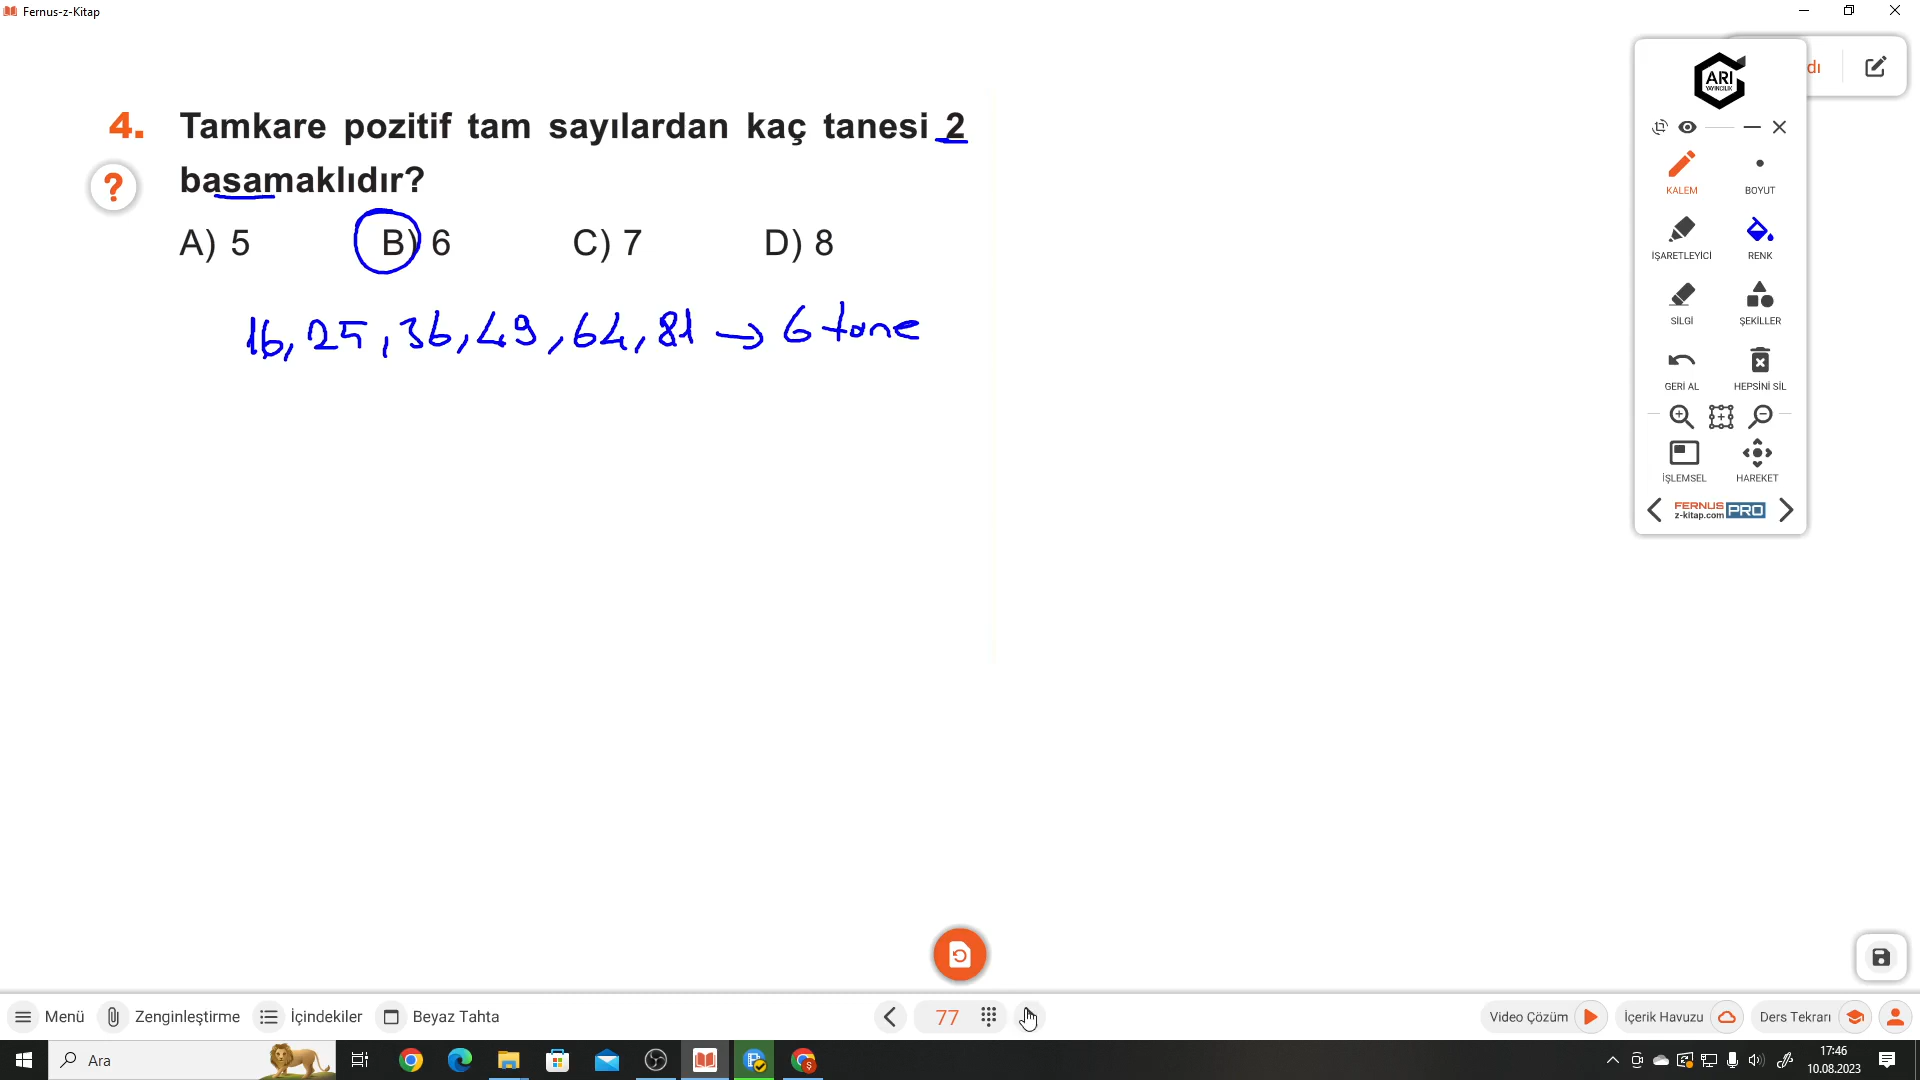 Fernus-z-Kitap
dı
ARI
YAYINCILIK
4. Tamkare pozitif tam sayılardan kaç tanesi 2
? basamaklıdır?
A) 5 B) 6 C) 7 D) 8
16, 25, 36, 49, 64, 81 → 6 tane
KALEM BOYUT
İŞARETLEYİCİ RENK
SİLGİ ŞEKİLLER
GERİ AL HEPSİNİ SİL
İŞLEMSEL HAREKET
FERNUS
z-kitap.com PRO
Menü Zenginleştirme İçindekiler Beyaz Tahta 77 Video Çözüm İçerik Havuzu Ders Tekrarı
Ara
17:46
10.08.2023